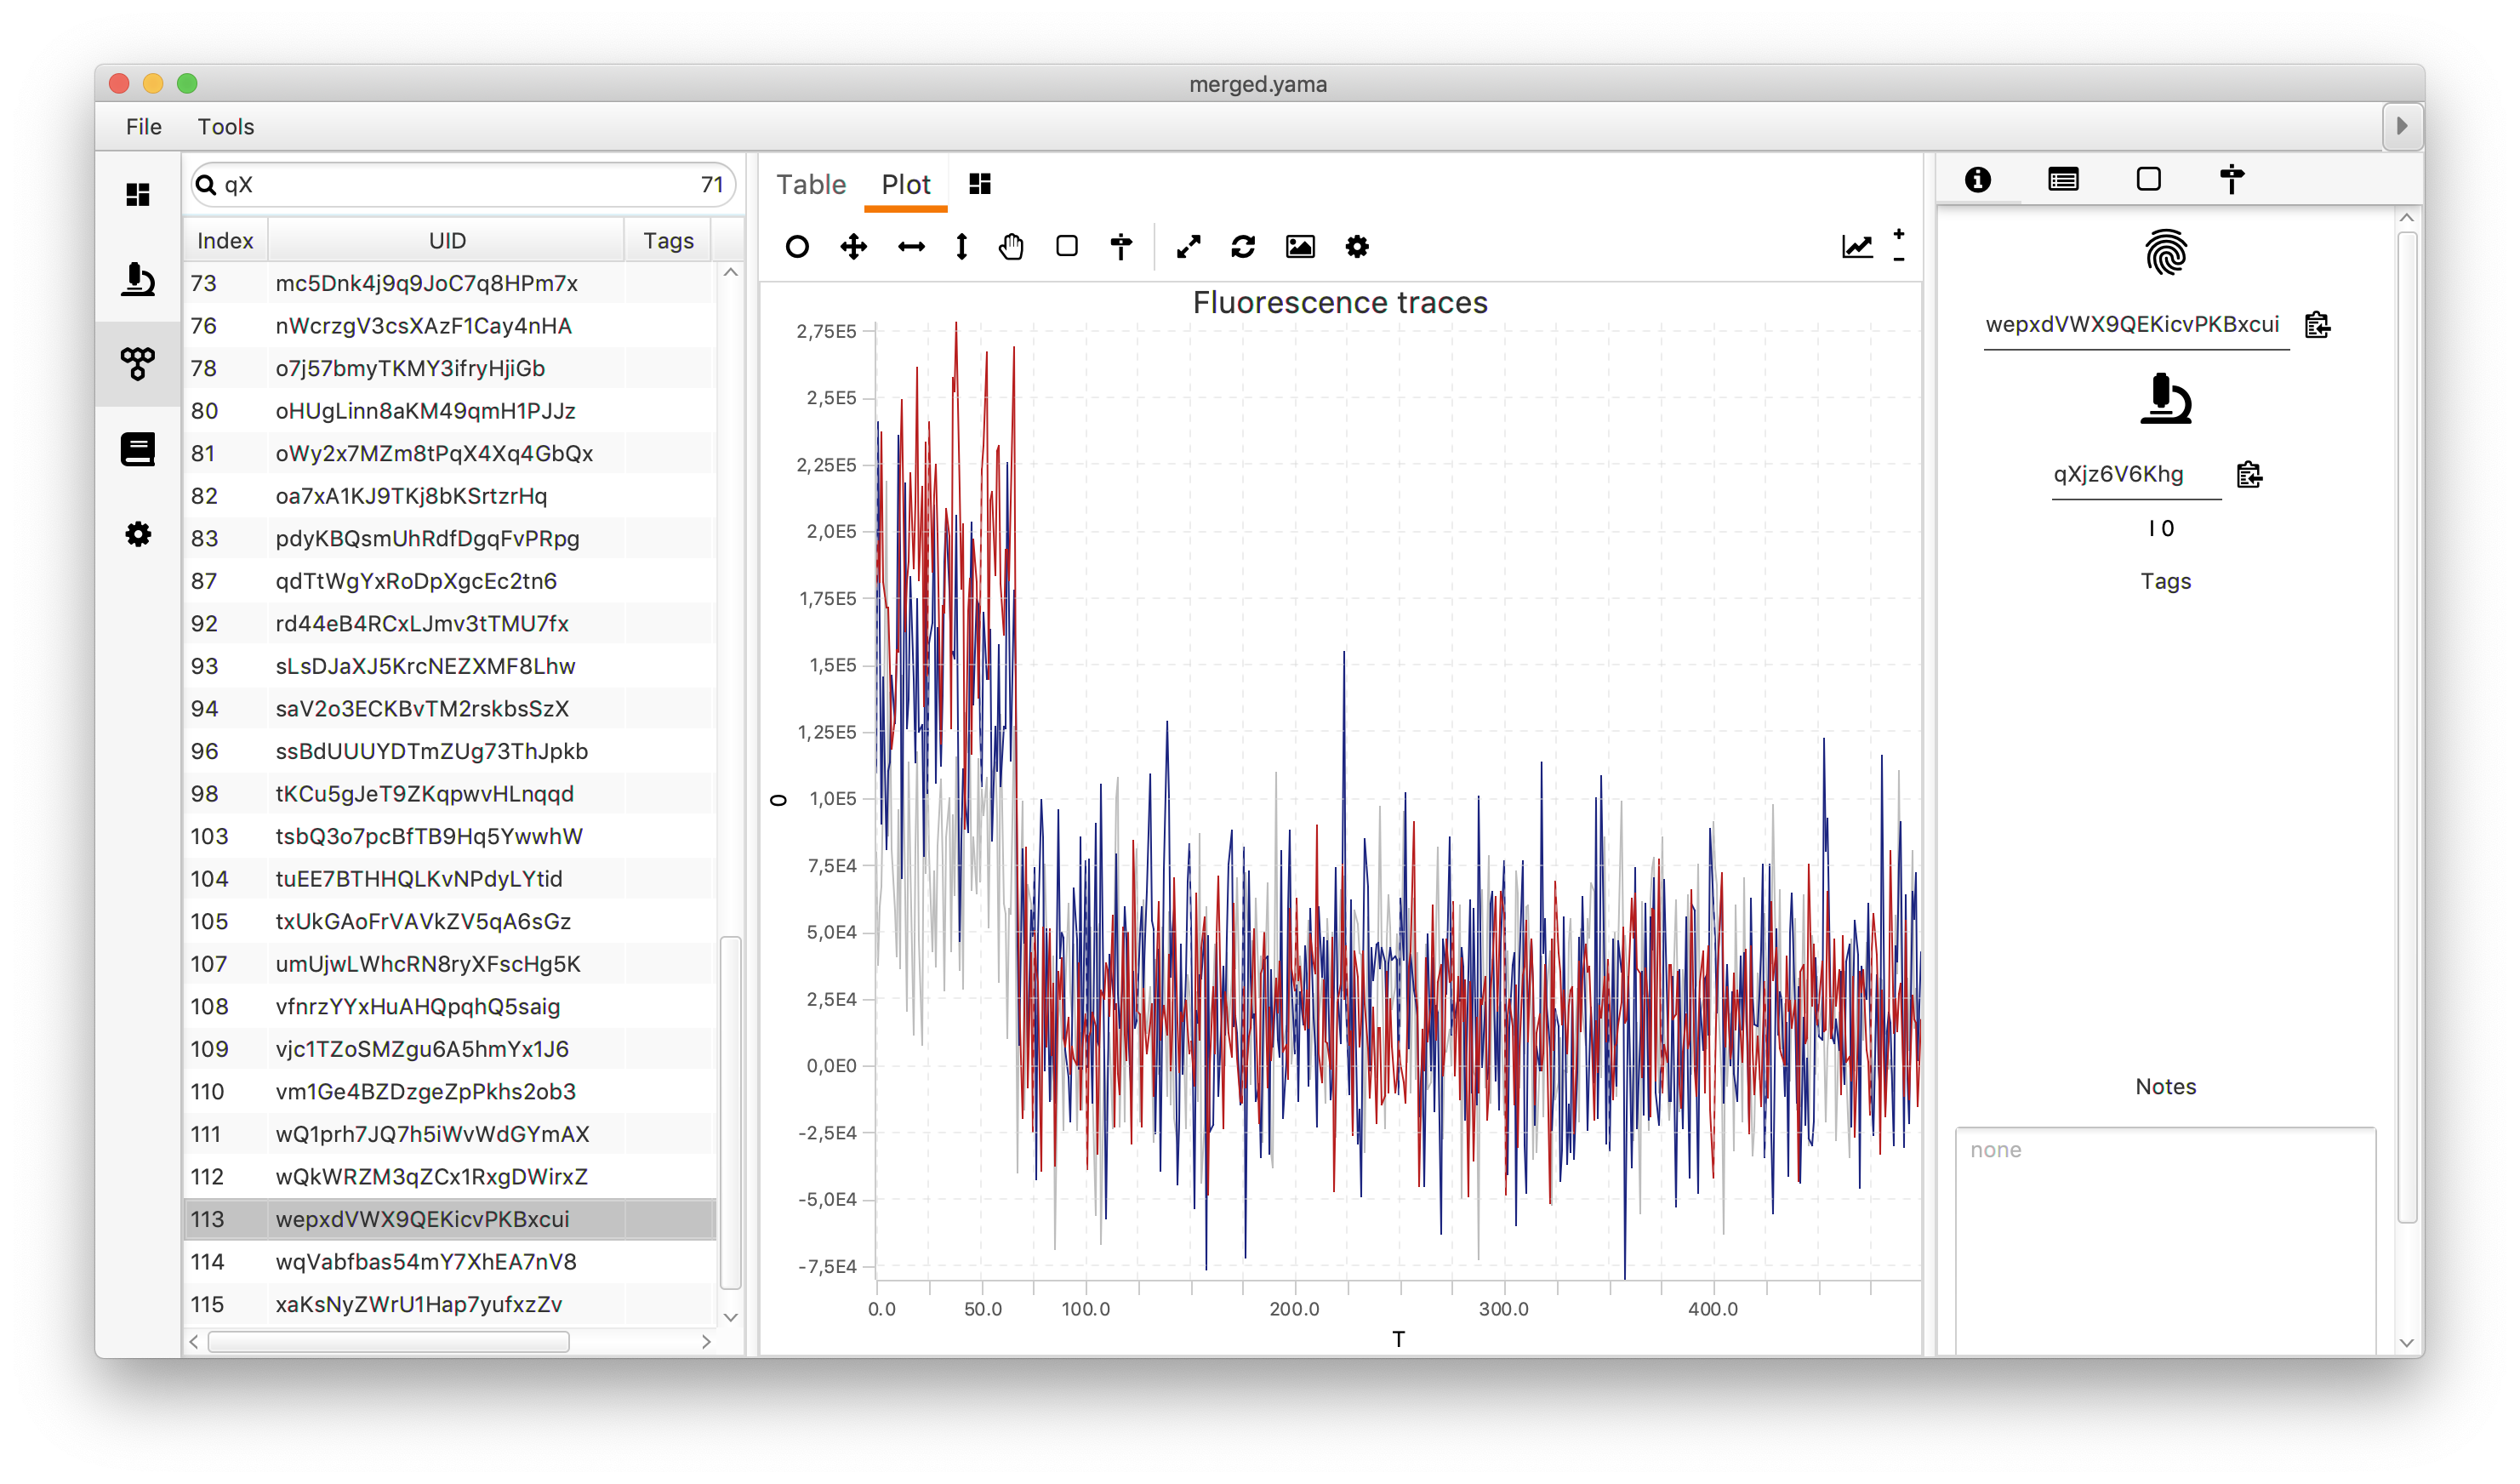 merged.yama
File Tools
qX 71
Index UID Tags
73 mc5Dnk4j9q9JoC7q8HPm7x
76 nWcrzgV3csXAzF1Cay4nHA
78 o7j57bmyTKMY3ifryHjiGb
80 oHUgLinn8aKM49qmH1PJJz
81 oWy2x7MZm8tPqX4Xq4GbQx
82 oa7xA1KJ9TKj8bKSrtzrHq
83 pdyKBQsmUhRdfDgqFvPRpg
87 qdTtWgYxRoDpXgcEc2tn6
92 rd44eB4RCxLJmv3tTMU7fx
93 sLsDJaXJ5KrcNEZXMF8Lhw
94 saV2o3ECKBvTM2rskbsSzX
96 ssBdUUUYDTmZUg73ThJpkb
98 tKCu5gJeT9ZKqpwvHLnqqd
103 tsbQ3o7pcBfTB9Hq5YwwhW
104 tuEE7BTHHQLKvNPdyLYtid
105 txUkGAoFrVAVkZV5qA6sGz
107 umUjwLWhcRN8ryXFscHg5K
108 vfnrzYYxHuAHQpqhQ5saig
109 vjc1TZoSMZgu6A5hmYx1J6
110 vm1Ge4BZDzgeZpPkhs2ob3
111 wQ1prh7JQ7h5iWvWdGYmAX
112 wQkWRZM3qZCx1RxgDWirxZ
113 wepxdVWX9QEKicvPKBxcui
114 wqVabfbas54mY7XhEA7nV8
115 xaKsNyZWrU1Hap7yufxzZv
Table Plot
+
-
Fluorescence traces
2,75E5
2,5E5
2,25E5
2,0E5
1,75E5
1,5E5
1,25E5
1,0E5
7,5E4
5,0E4
2,5E4
0,0E0
-2,5E4
-5,0E4
-7,5E4
0
0.0 50.0 100.0 200.0 300.0 400.0
T
wepxdVWX9QEKicvPKBxcui
qXjz6V6Khg
I 0
Tags
Notes
none